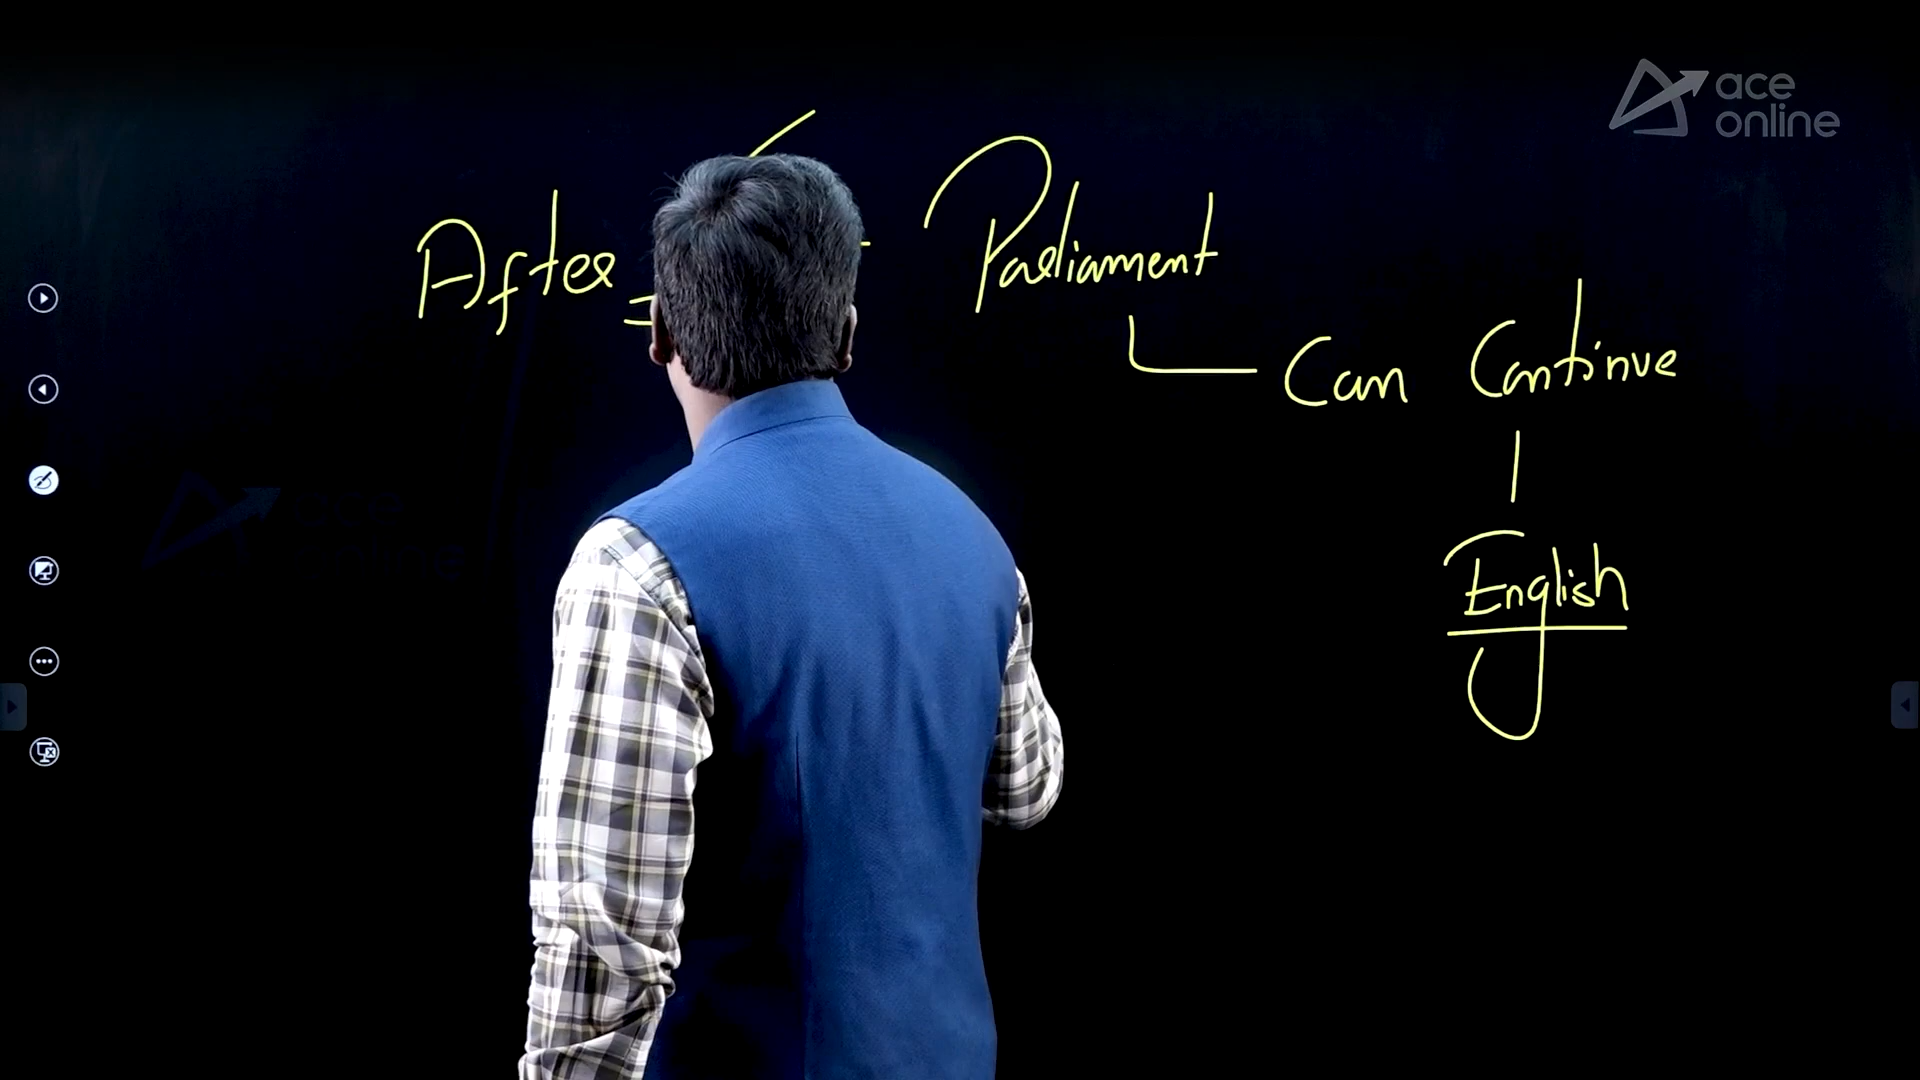 ace
online
After Parliament
Can Continue
English